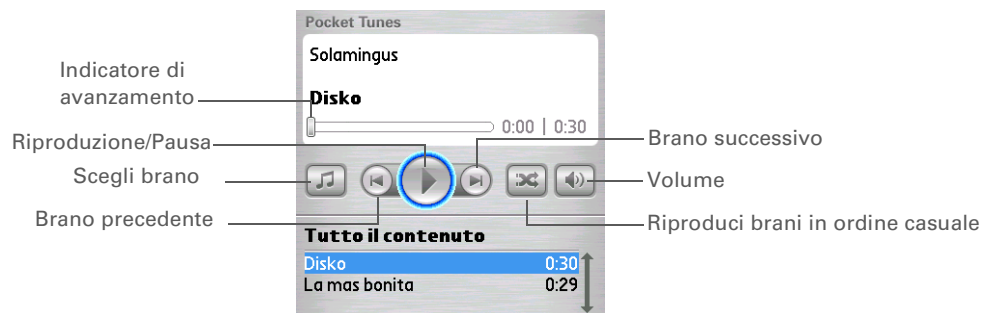 Pocket Tunes
Solamingus
Indicatore di
avanzamento
Disko
0:00 | 0:30
Riproduzione/Pausa
Brano successivo
Scegli brano
Volume
Brano precedente
Riproduci brani in ordine casuale
Tutto il contenuto
Disko 0:30
La mas bonita 0:29